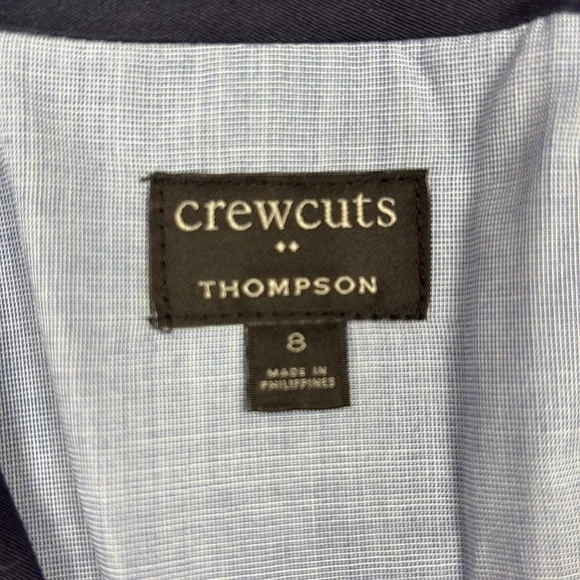 crewcuts
THOMPSON
8
MADE IN
PHILIPPINES